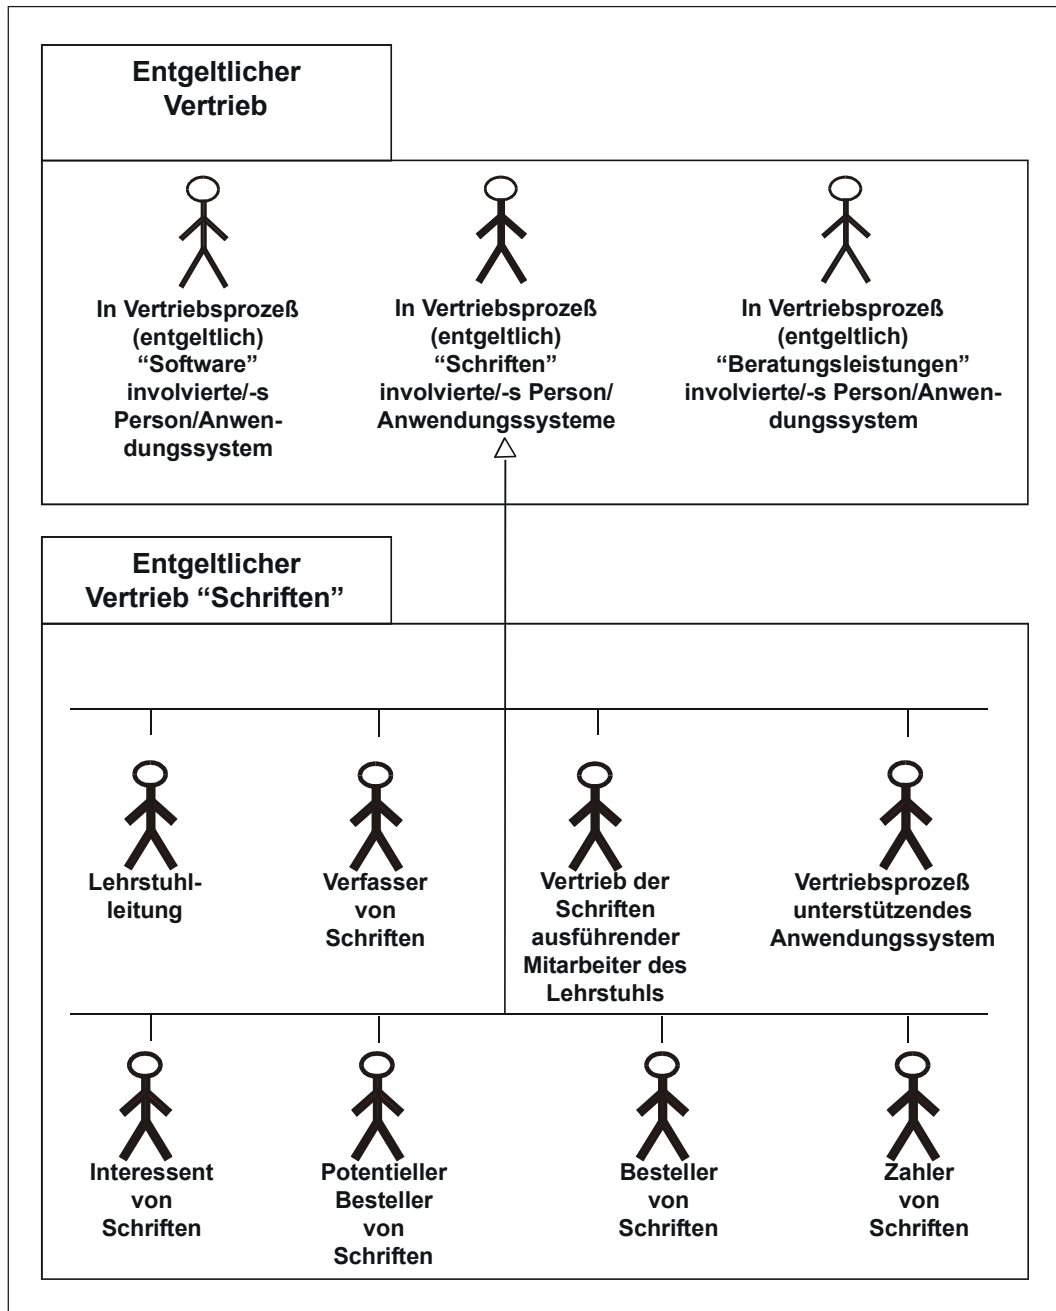 Entgeltlicher
Vertrieb
In Vertriebsprozeß
(entgeltlich)
“Software”
involvierte/-s
Person/Anwen-
dungssystem
In Vertriebsprozeß
(entgeltlich)
“Schriften”
involvierte/-s Person/
Anwendungssysteme
In Vertriebsprozeß
(entgeltlich)
“Beratungsleistungen”
involvierte/-s Person/Anwen-
dungssystem
Entgeltlicher
Vertrieb “Schriften”
Lehrstuhl-
leitung
Verfasser
von
Schriften
Vertrieb der
Schriften
ausführender
Mitarbeiter des
Lehrstuhls
Vertriebsprozeß
unterstützendes
Anwendungssystem
Interessent
von
Schriften
Potentieller
Besteller
von
Schriften
Besteller
von
Schriften
Zahler
von
Schriften